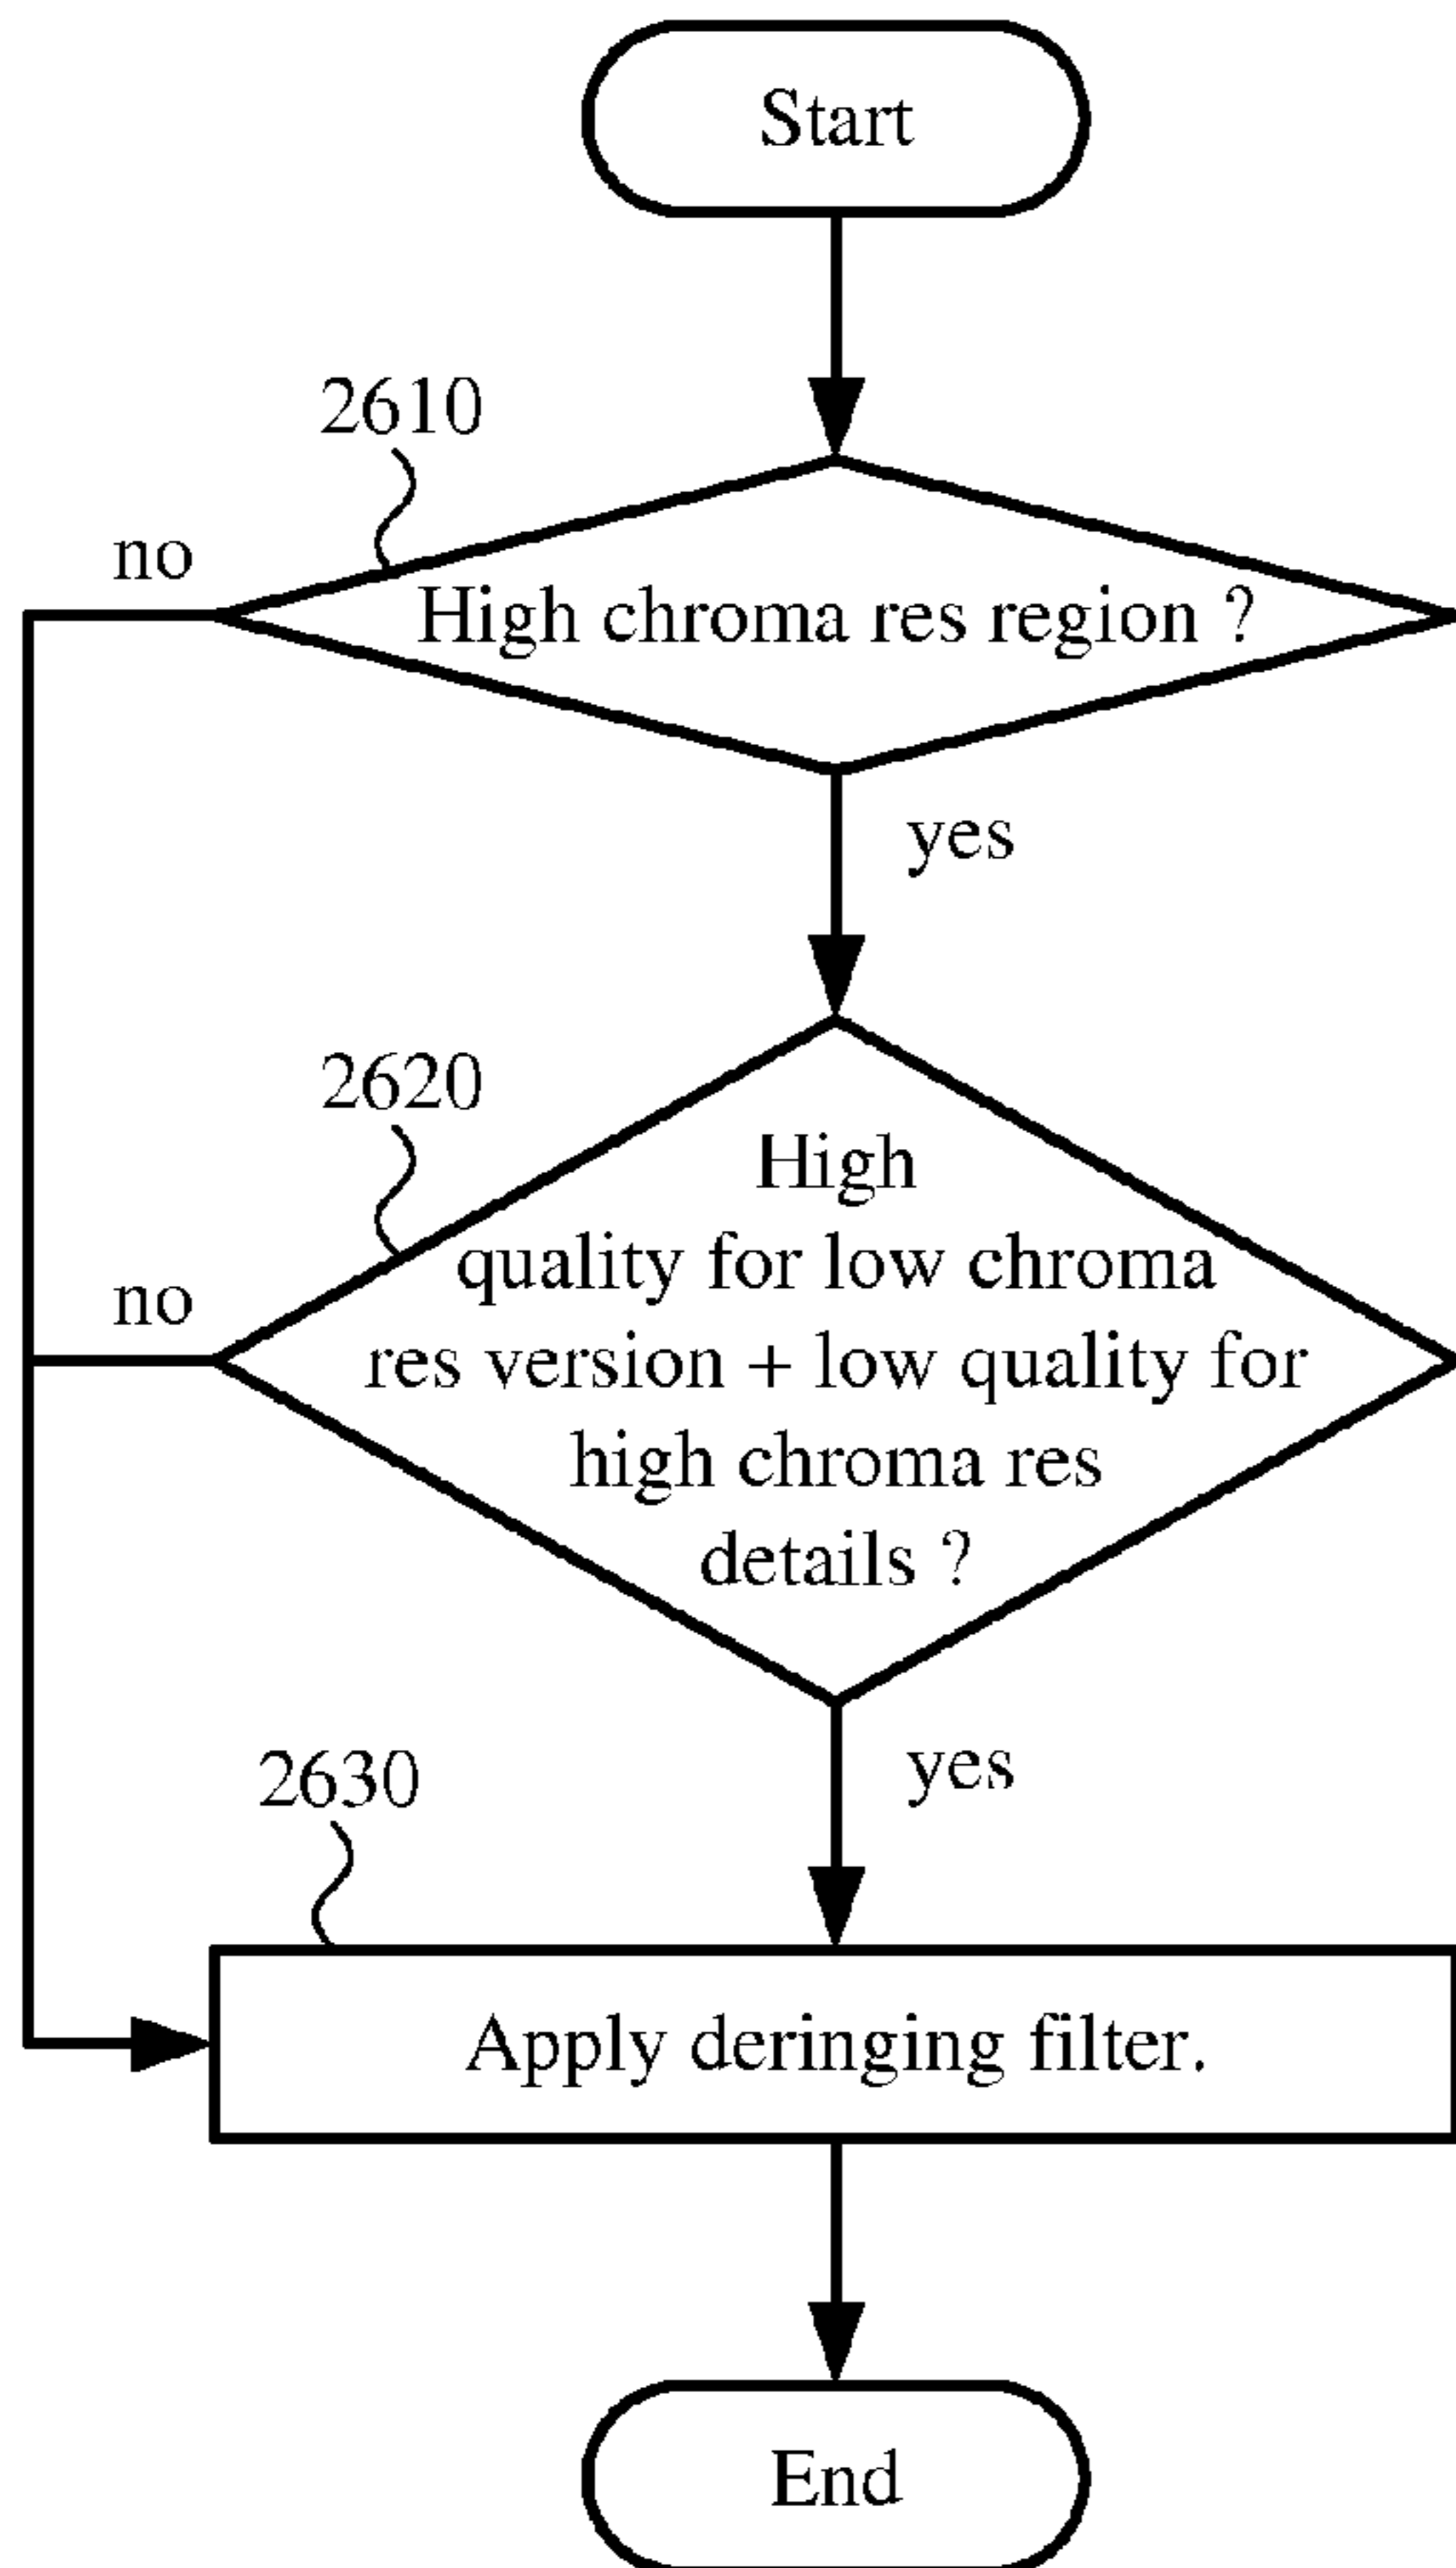 Start
2610
no
High chroma res region ?
yes
2620
High
quality for low chroma
no
res version + low quality for
high chroma res
details ?
yes
2630
Apply deringing filter.
End